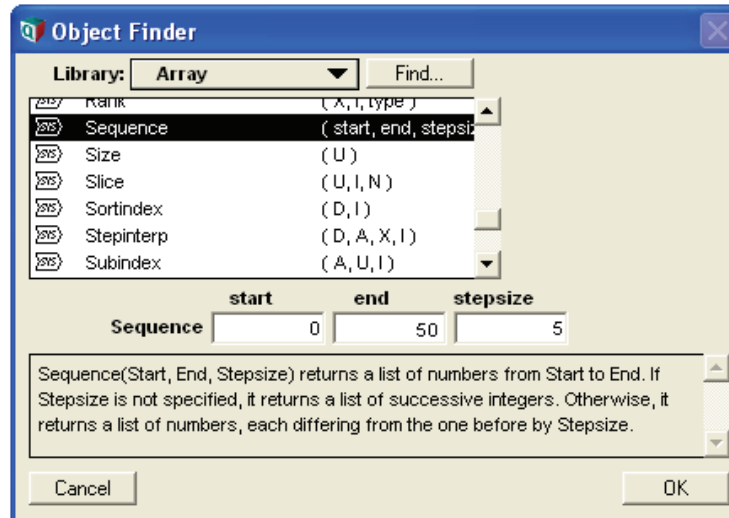 Object Finder
Library: Array Find...
Rank ( X, I, type )
Sequence ( start, end, stepsiz
Size ( U )
Slice ( U, I, N )
Sortindex ( D, I )
Stepinterp ( D, A, X, I )
Subindex ( A, U, I )
start end stepsize
Sequence 0 50 5
Sequence(Start, End, Stepsize) returns a list of numbers from Start to End. If
Stepsize is not specified, it returns a list of successive integers. Otherwise, it
returns a list of numbers, each differing from the one before by Stepsize.
Cancel OK